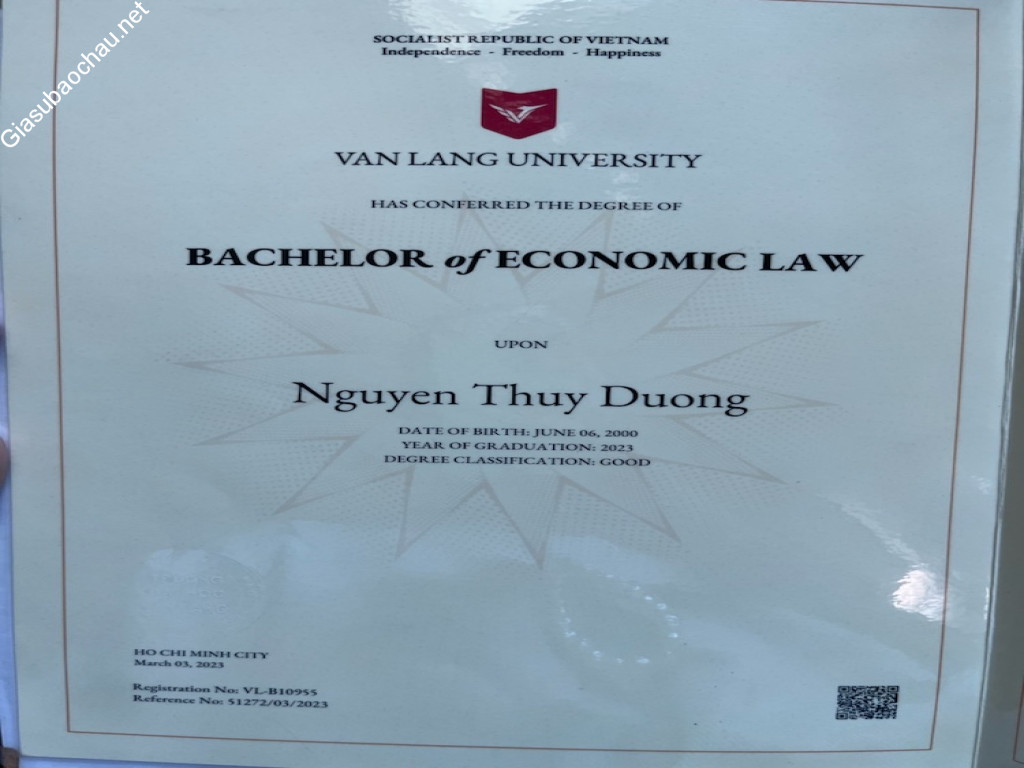 Giasubaochau.net
SOCIALIST REPUBLIC OF VIETNAM
Independence - Freedom - Happiness
VAN LANG UNIVERSITY
HAS CONFERRED THE DEGREE OF
BACHELOR of ECONOMIC LAW
UPON
Nguyen Thuy Duong
DATE OF BIRTH: JUNE 06, 2000
YEAR OF GRADUATION: 2023
DEGREE CLASSIFICATION: GOOD
HO CHI MINH CITY
March 03, 2023
Registration No: VL-B10955
Reference No: 51272/03/2023